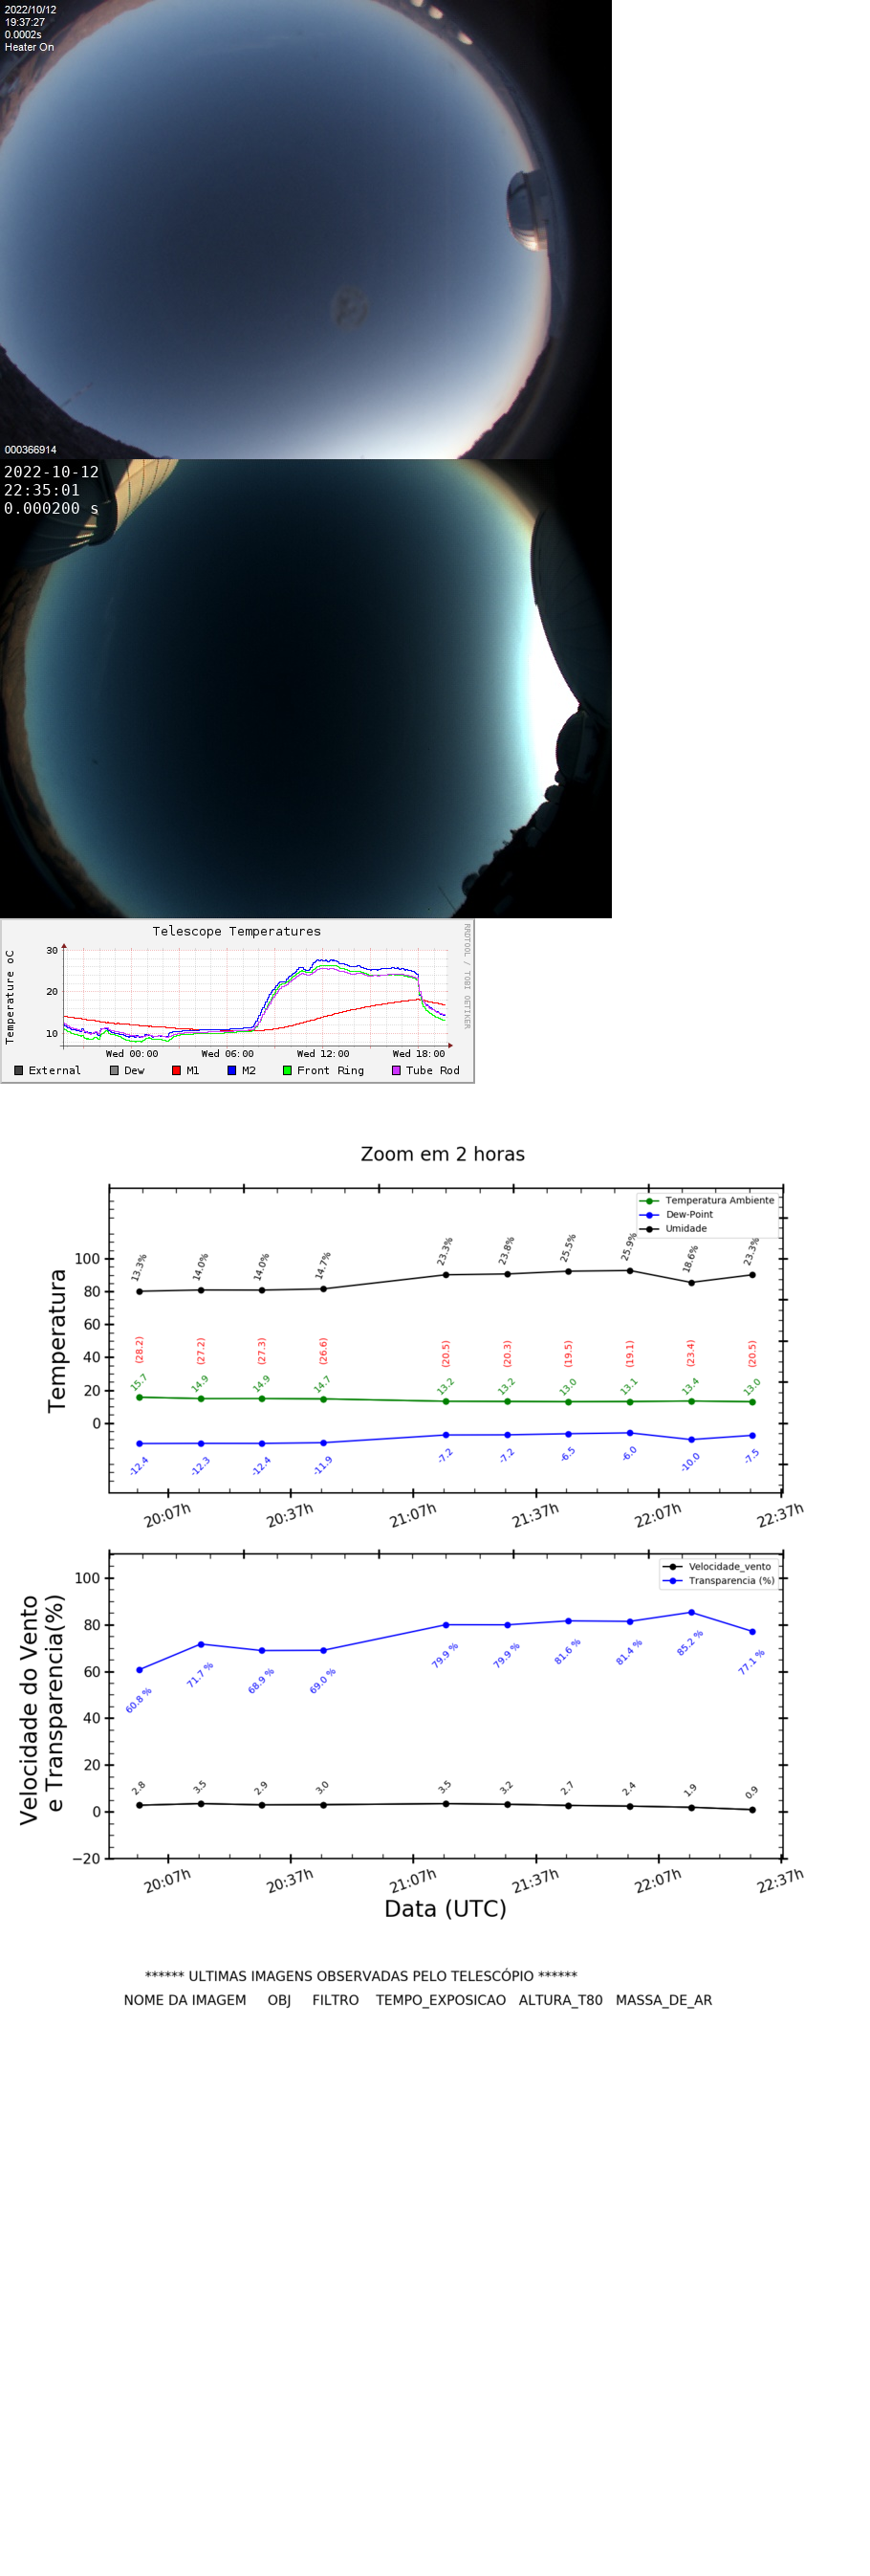 2022/10/12
19:37:27
0.0002s
Heater On
000366914
2022-10-12
22:35:01
0.000200 s
Telescope Temperatures
RRDTOOL / TOBI OETIKER
Temperature oC
30
20
10
Wed 00:00 Wed 06:00 Wed 12:00 Wed 18:00
External Dew M1 M2 Front Ring Tube Rod
Zoom em 2 horas
Temperatura Ambiente
Dew-Point
Umidade
Temperatura
100
80
60
40
20
0
13.3% 14.0% 14.0% 14.7% 23.3% 23.8% 25.5% 25.9% 18.6% 23.3%
(28.2) (27.2) (27.3) (26.6) (20.5) (20.3) (19.5) (19.1) (23.4) (20.5)
15.7 14.9 14.9 14.7 13.2 13.2 13.0 13.1 13.4 13.0
-12.4 -12.3 -12.4 -11.9 -7.2 -7.2 -6.5 -6.0 -10.0 -7.5
20:07h 20:37h 21:07h 21:37h 22:07h 22:37h
Velocidade_vento
Transparencia (%)
Velocidade do Vento
e Transparencia(%)
100
80
60
40
20
0
−20
60.8 % 71.7 % 68.9 % 69.0 % 79.9 % 79.9 % 81.6 % 81.4 % 85.2 % 77.1 %
2.8 3.5 2.9 3.0 3.5 3.2 2.7 2.4 1.9 0.9
20:07h 20:37h 21:07h 21:37h 22:07h 22:37h
Data (UTC)
****** ULTIMAS IMAGENS OBSERVADAS PELO TELESCÓPIO ******
NOME DA IMAGEM OBJ FILTRO TEMPO_EXPOSICAO ALTURA_T80 MASSA_DE_AR